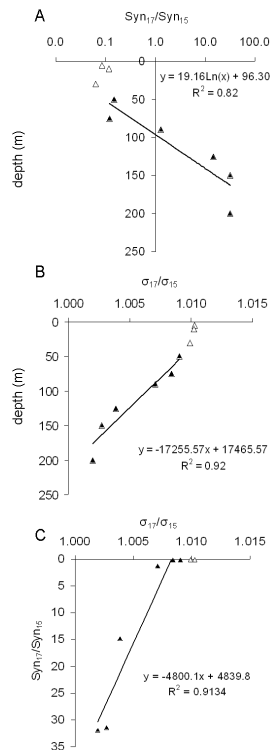 A
Syn17/Syn15
0.0 0.1 1.0 10.0 100.0
0
50
100
150
200
250
depth (m)
y = 19.16Ln(x) + 96.30
R² = 0.82
B
σ17/σ15
1.000 1.005 1.010 1.015
0
50
100
150
200
250
depth (m)
y = -17255.57x + 17465.57
R² = 0.92
C
σ17/σ15
1.000 1.005 1.010 1.015
0
5
10
15
20
25
30
35
Syn17/Syn15
y = -4800.1x + 4839.8
R² = 0.9134